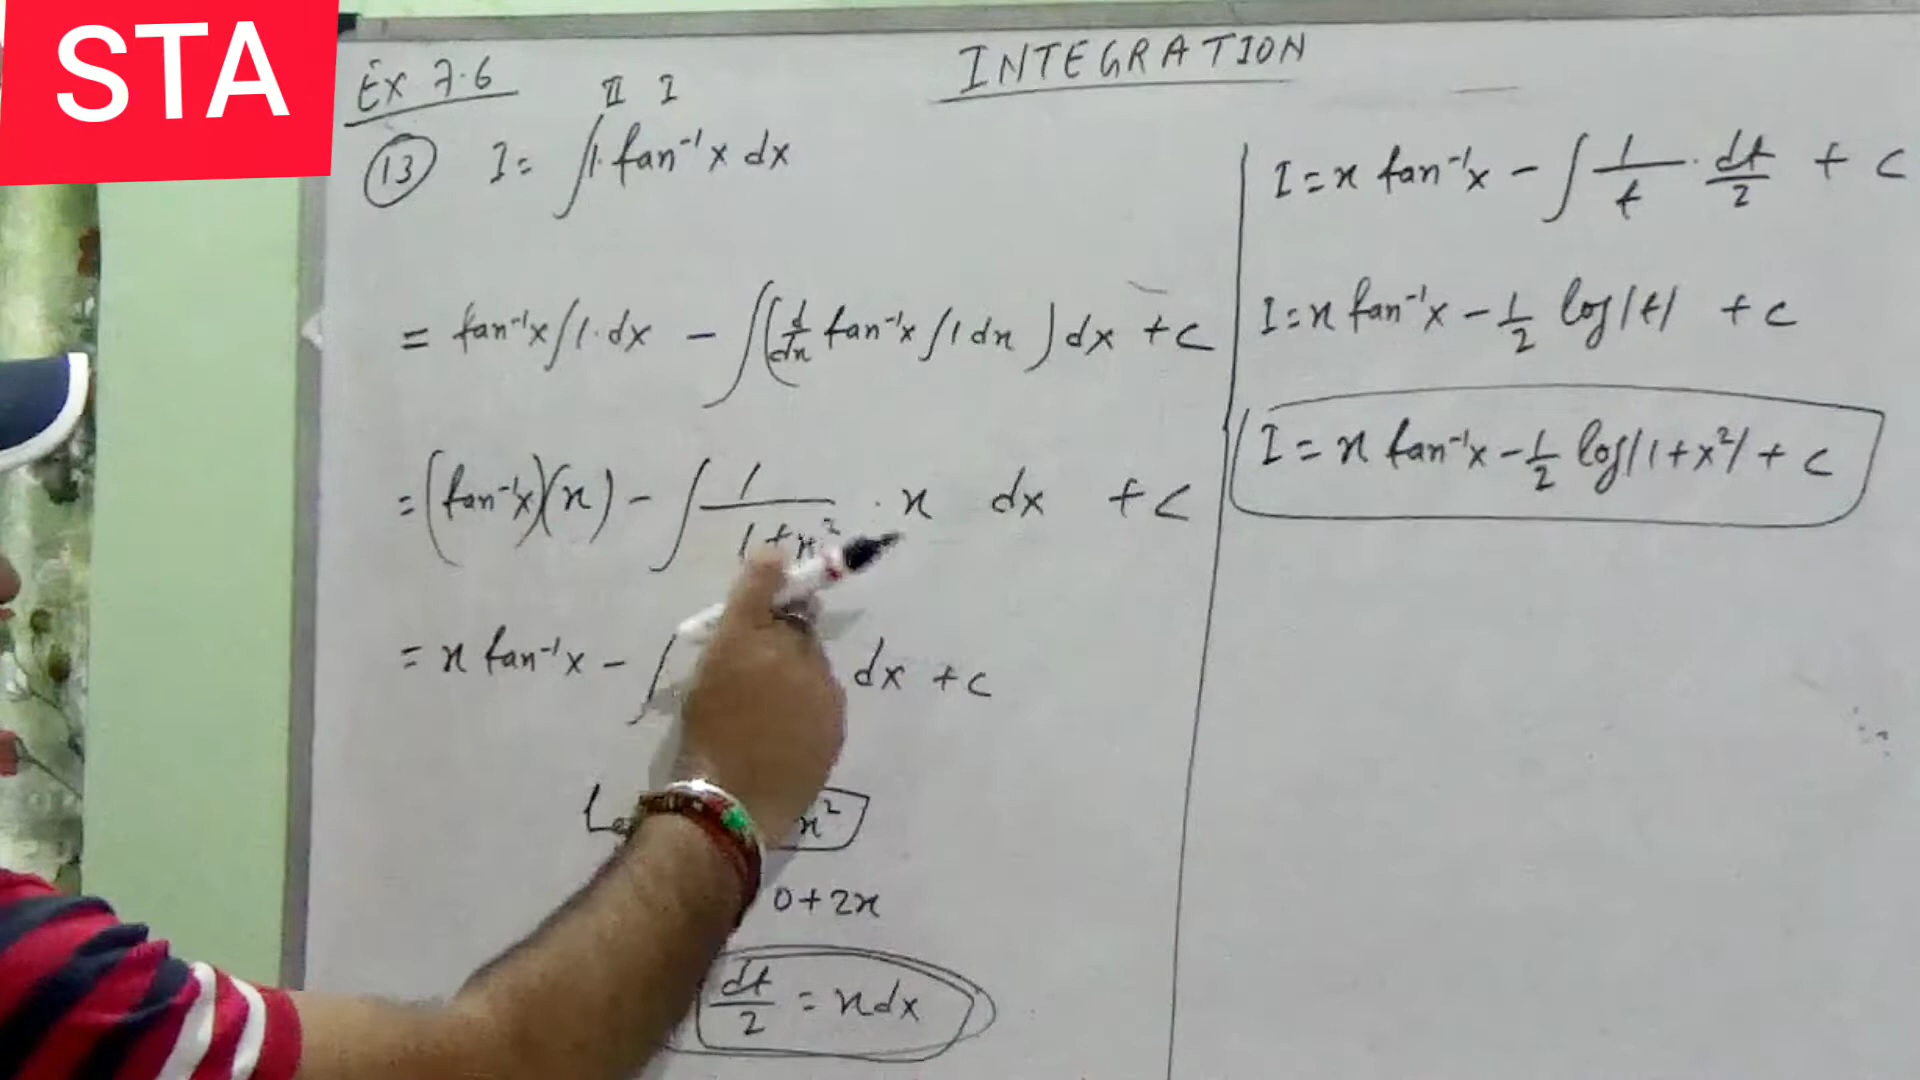 STA
INTEGRATION
Ex 7.6
II I
(13) I = ∫1. tan⁻¹x dx
= tan⁻¹x ∫1.dx − ∫(d/dx tan⁻¹x ∫1 dx) dx + c
= (tan⁻¹x)(x) − ∫ 1/1+x² . x dx + c
= x tan⁻¹x − ∫ dx + c
x²
0+2x
dt/2 = x dx
I = x tan⁻¹x − ∫ 1/t . dt/2 + c
I = x tan⁻¹x − 1/2 log|t| + c
I = x tan⁻¹x − 1/2 log|1+x²| + c